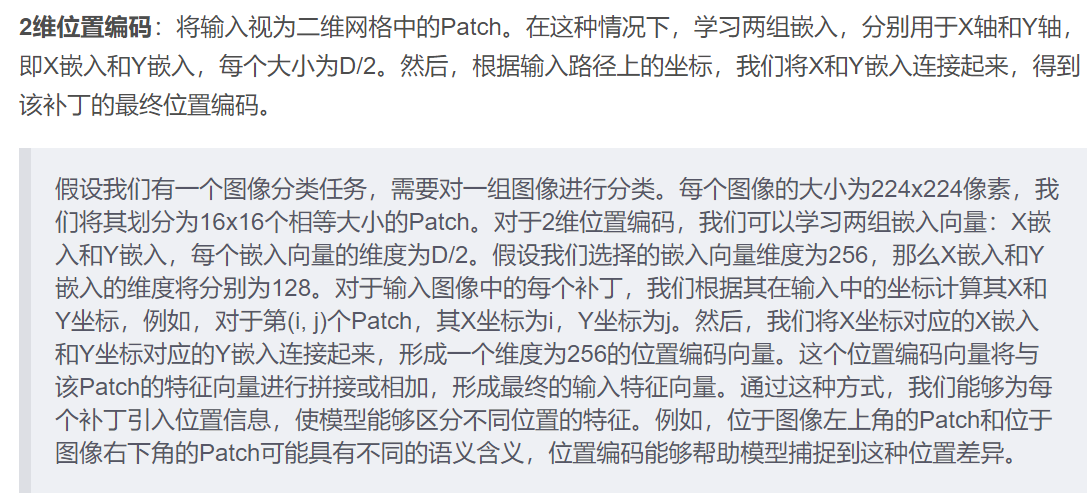 2维位置编码：将输入视为二维网格中的Patch。在这种情况下，学习两组嵌入，分别用于X轴和Y轴，
即X嵌入和Y嵌入，每个大小为D/2。然后，根据输入路径上的坐标，我们将X和Y嵌入连接起来，得到
该补丁的最终位置编码。
假设我们有一个图像分类任务，需要对一组图像进行分类。每个图像的大小为224x224像素，我
们将其划分为16x16个相等大小的Patch。对于2维位置编码，我们可以学习两组嵌入向量：X嵌
入和Y嵌入，每个嵌入向量的维度为D/2。假设我们选择的嵌入向量维度为256，那么X嵌入和Y
嵌入的维度将分别为128。对于输入图像中的每个补丁，我们根据其在输入中的坐标计算其X和
Y坐标，例如，对于第(i, j)个Patch，其X坐标为i，Y坐标为j。然后，我们将X坐标对应的X嵌入
和Y坐标对应的Y嵌入连接起来，形成一个维度为256的位置编码向量。这个位置编码向量将与
该Patch的特征向量进行拼接或相加，形成最终的输入特征向量。通过这种方式，我们能够为每
个补丁引入位置信息，使模型能够区分不同位置的特征。例如，位于图像左上角的Patch和位于
图像右下角的Patch可能具有不同的语义含义，位置编码能够帮助模型捕捉到这种位置差异。